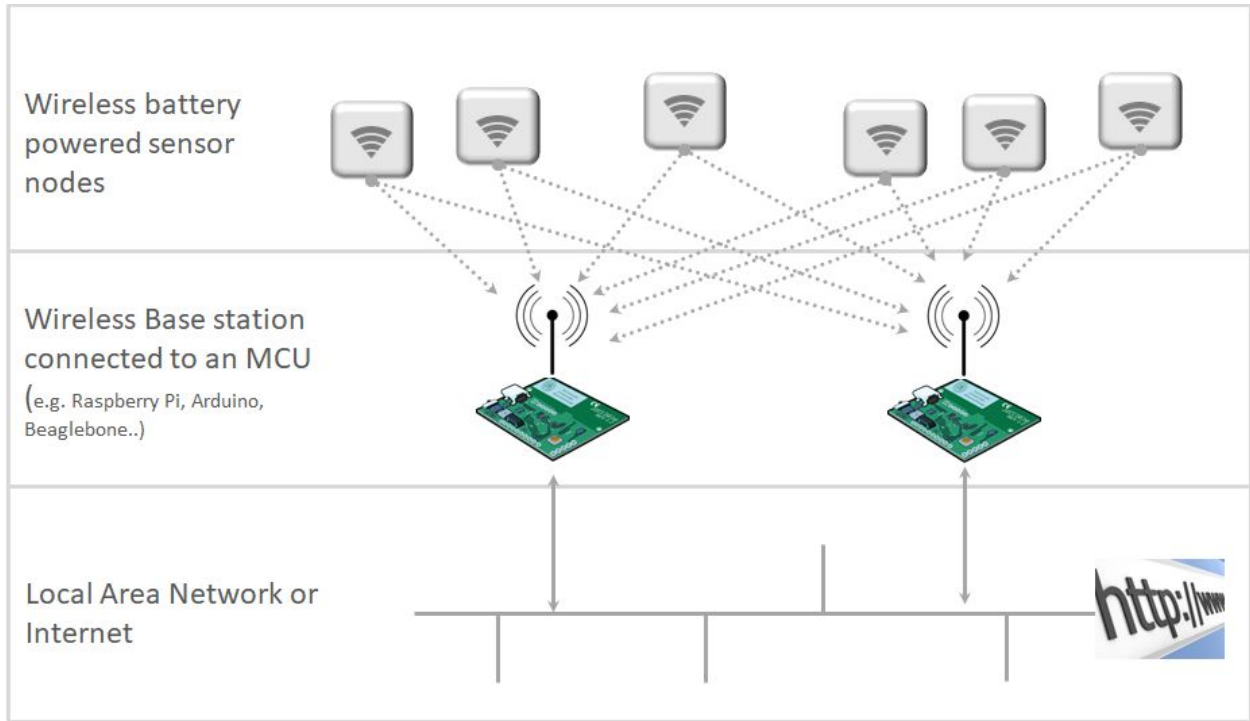 Wireless battery
powered sensor
nodes
Wireless Base station
connected to an MCU
(e.g. Raspberry Pi, Arduino,
Beaglebone..)
Local Area Network or
Internet
http://www